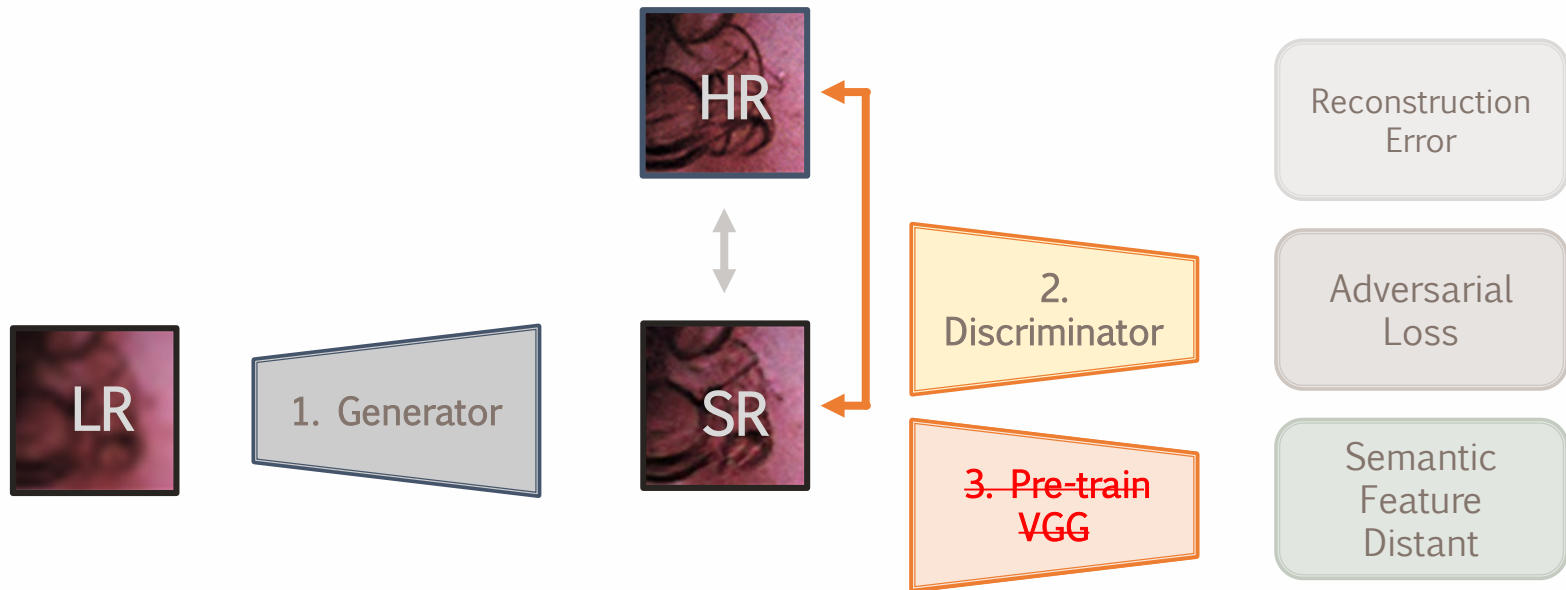 HR
Reconstruction
Error
2.
Discriminator
Adversarial
Loss
LR
1. Generator
SR
3. Pre-train
VGG
Semantic
Feature
Distant